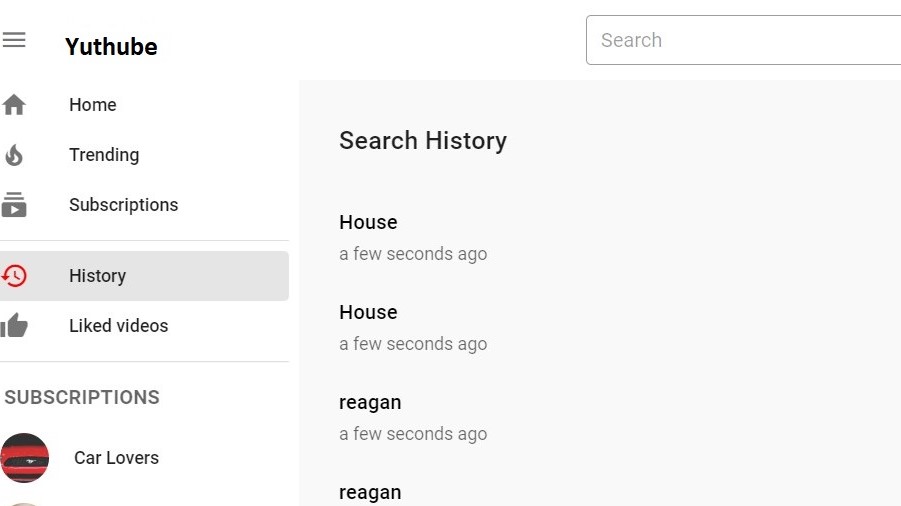 Yuthube
Search
Home
Trending
Subscriptions
History
Liked videos
SUBSCRIPTIONS
Car Lovers
Search History
House
a few seconds ago
House
a few seconds ago
reagan
a few seconds ago
reagan